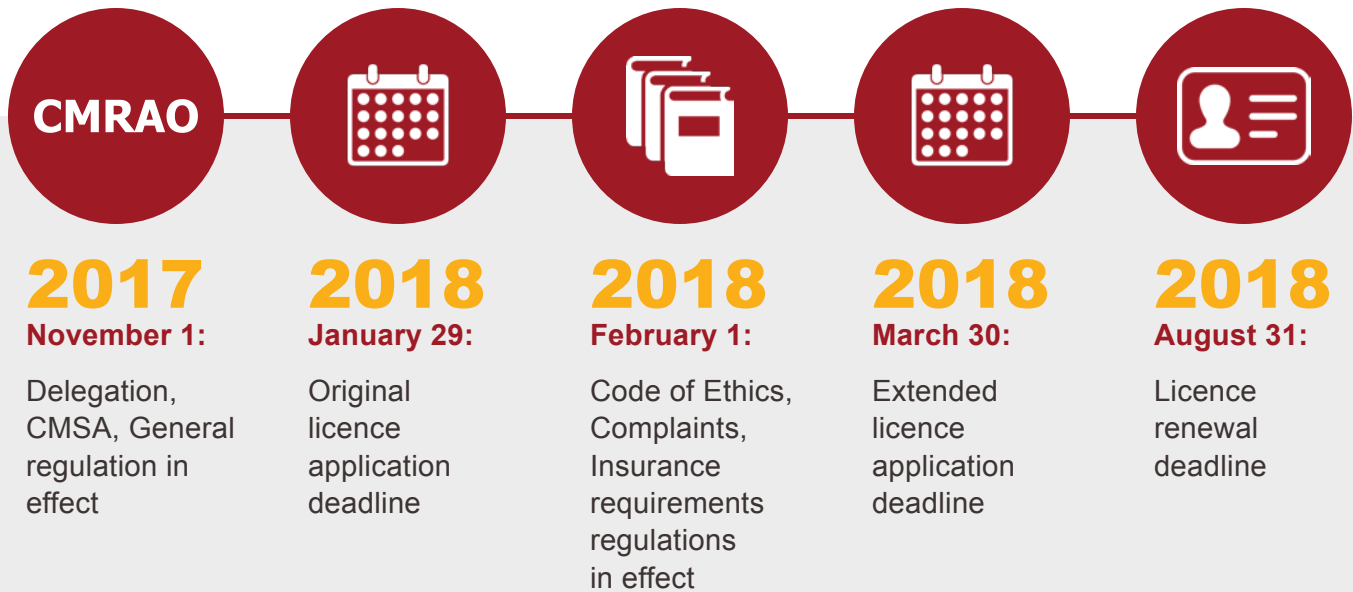 CMRAO
2017
November 1:
Delegation,
CMSA, General
regulation in
effect
2018
January 29:
Original
licence
application
deadline
2018
February 1:
Code of Ethics,
Complaints,
Insurance
requirements
regulations
in effect
2018
March 30:
Extended
licence
application
deadline
2018
August 31:
Licence
renewal
deadline